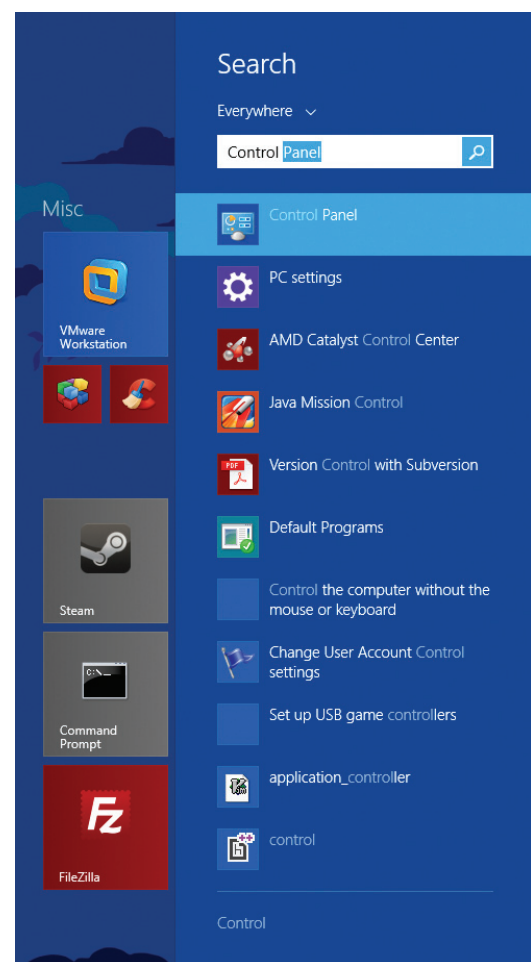 Search
Everywhere
Control Panel
Misc
Control Panel
PC settings
VMware
Workstation
AMD Catalyst Control Center
Java Mission Control
PDF
Version Control with Subversion
Default Programs
Steam
Control the computer without the
mouse or keyboard
Change User Account Control
settings
C:\_
Command
Prompt
Set up USB game controllers
application_controller
Fz
FileZilla
h++
control
Control